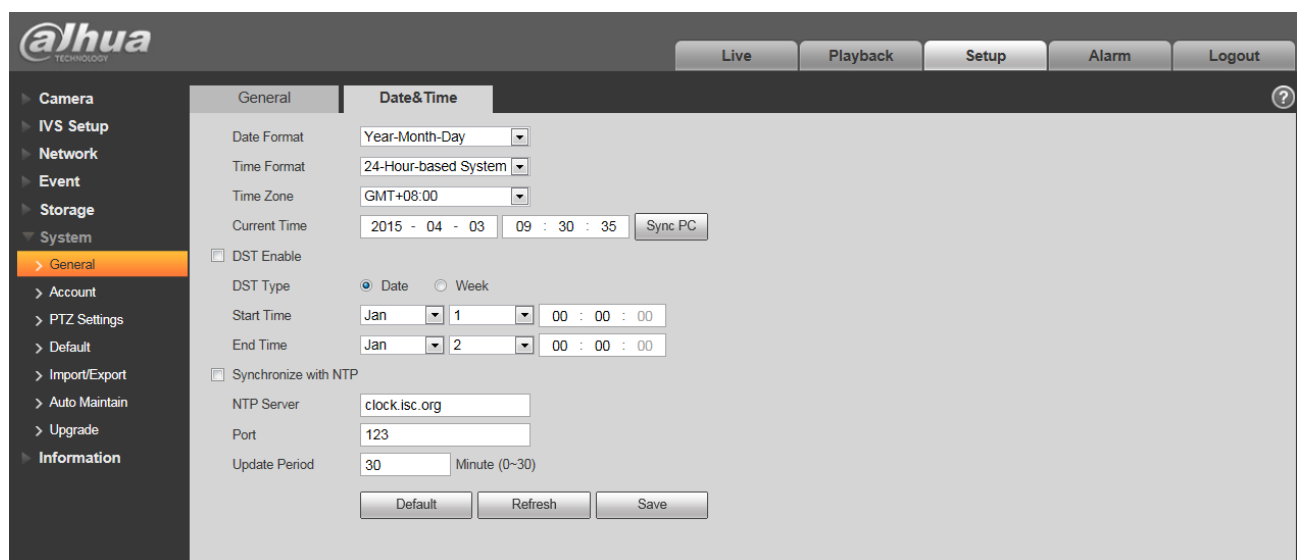 alhua
TECHNOLOGY
Live Playback Setup Alarm Logout
Camera
IVS Setup
Network
Event
Storage
System
General
Account
PTZ Settings
Default
Import/Export
Auto Maintain
Upgrade
Information
General Date&Time ?
Date Format Year-Month-Day
Time Format 24-Hour-based System
Time Zone GMT+08:00
Current Time 2015 - 04 - 03 09 : 30 : 35 Sync PC
DST Enable
DST Type Date Week
Start Time Jan 1 00 : 00 : 00
End Time Jan 2 00 : 00 : 00
Synchronize with NTP
NTP Server clock.isc.org
Port 123
Update Period 30 Minute (0~30)
Default Refresh Save